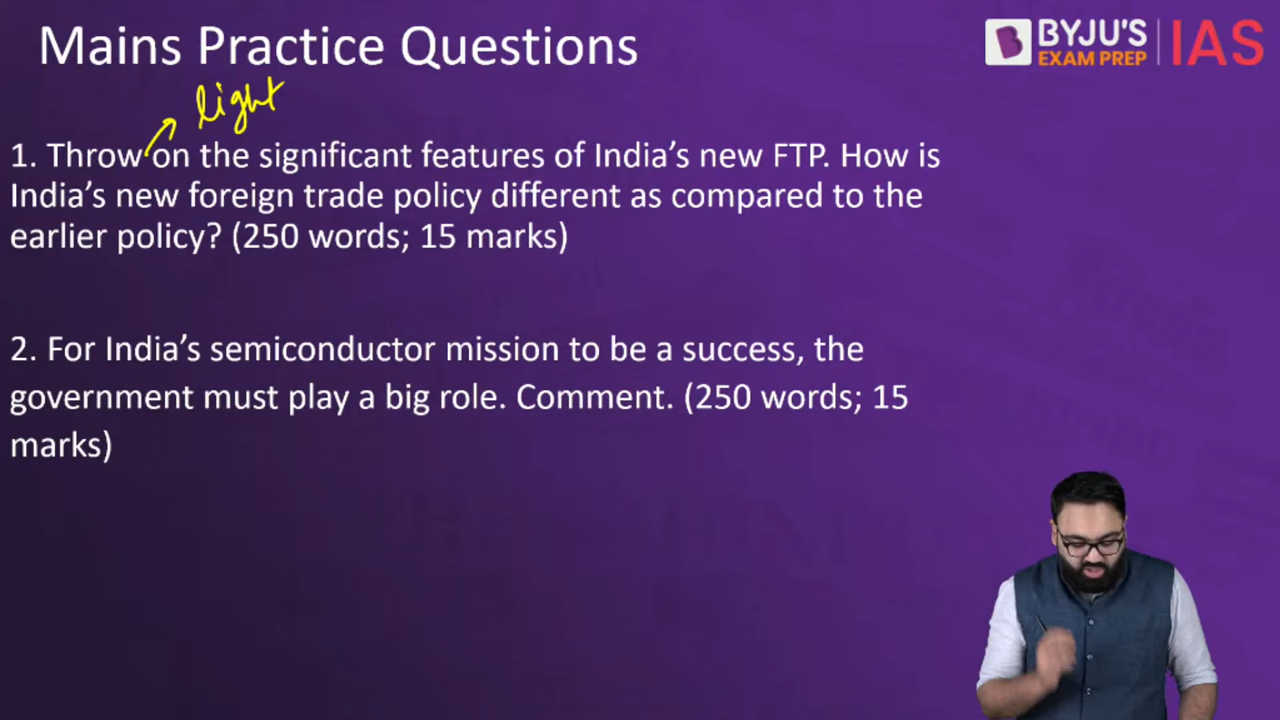 Mains Practice Questions
BYJU'S
EXAM PREP
IAS
light
1. Throw on the significant features of India's new FTP. How is
India's new foreign trade policy different as compared to the
earlier policy? (250 words; 15 marks)
2. For India's semiconductor mission to be a success, the
government must play a big role. Comment. (250 words; 15
marks)